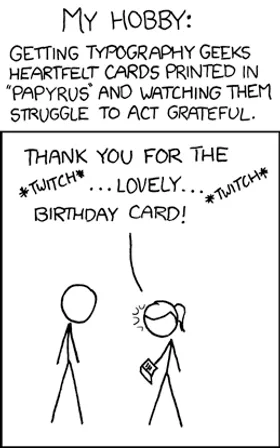 MY HOBBY:
GETTING TYPOGRAPHY GEEKS
HEARTFELT CARDS PRINTED IN
"PAPYRUS" AND WATCHING THEM
STRUGGLE TO ACT GRATEFUL.
THANK YOU FOR THE
*TWITCH* ...LOVELY... *TWITCH*
BIRTHDAY CARD!